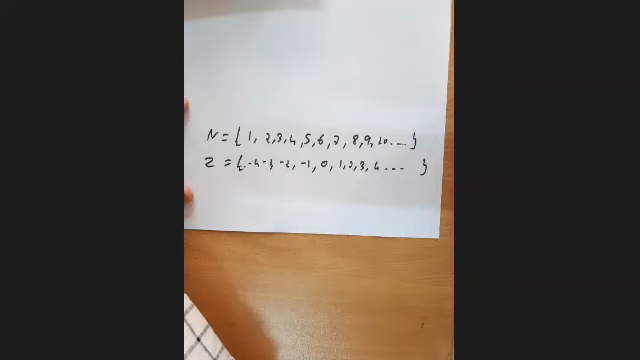 N = { 1, 2, 3, 4, 5, 6, 7, 8, 9, 10 ... }
Z = { .. -4 -3 -2, -1, 0, 1, 2, 3, 4 ... }